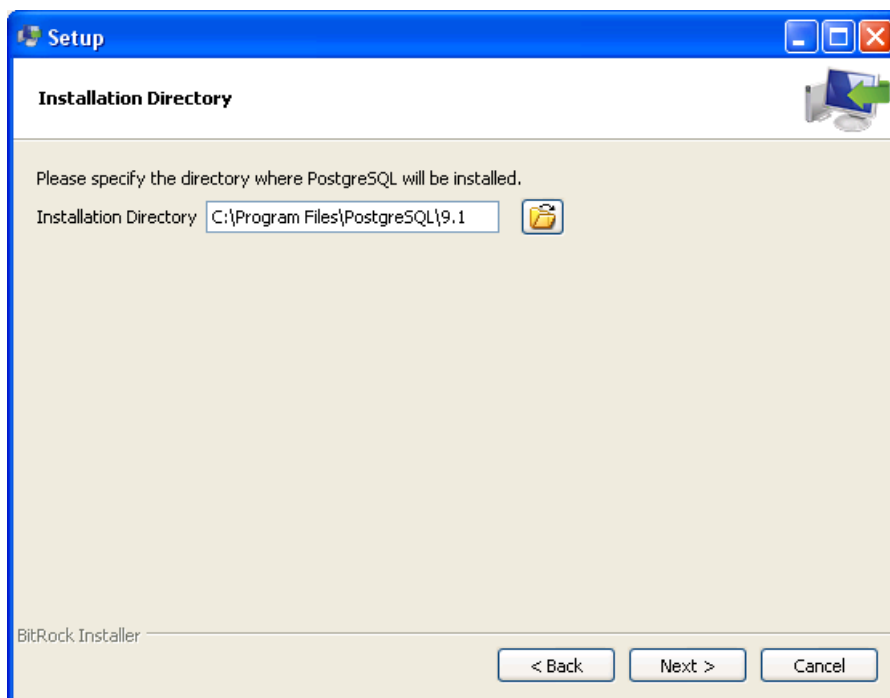 Setup
Installation Directory
Please specify the directory where PostgreSQL will be installed.
Installation Directory C:\Program Files\PostgreSQL\9.1
BitRock Installer
< Back Next > Cancel